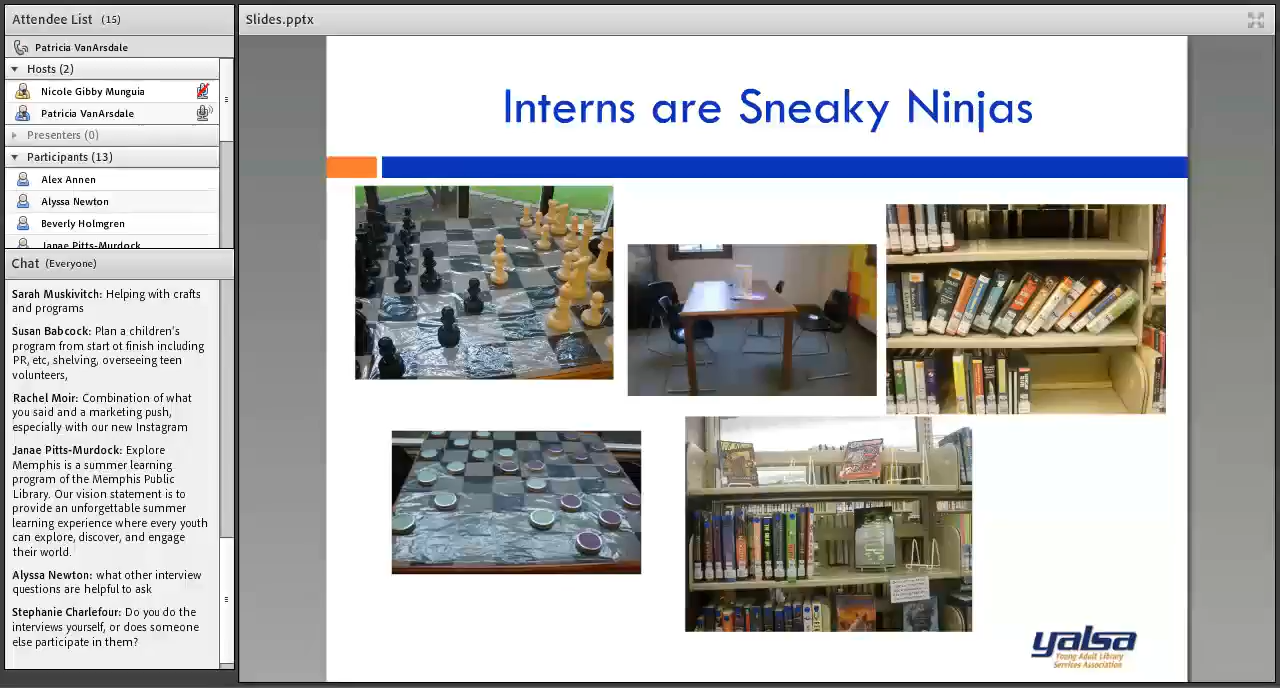 Attendee List (15)
Patricia VanArsdale
Hosts (2)
Nicole Gibby Munguia
Patricia VanArsdale
Presenters (0)
Participants (13)
Alex Annen
Alyssa Newton
Beverly Holmgren
Janae Pitts-Murdock
Chat (Everyone)
Sarah Muskivitch: Helping with crafts
and programs
Susan Babcock: Plan a children's
program from start ot finish including
PR, etc, shelving, overseeing teen
volunteers,
Rachel Moir: Combination of what
you said and a marketing push,
especially with our new Instagram
Janae Pitts-Murdock: Explore
Memphis is a summer learning
program of the Memphis Public
Library. Our vision statement is to
provide an unforgettable summer
learning experience where every youth
can explore, discover, and engage
their world.
Alyssa Newton: what other interview
questions are helpful to ask
Stephanie Charlefour: Do you do the
interviews yourself, or does someone
else participate in them?
Slides.pptx
Interns are Sneaky Ninjas
yalsa
Young Adult Library
Services Association